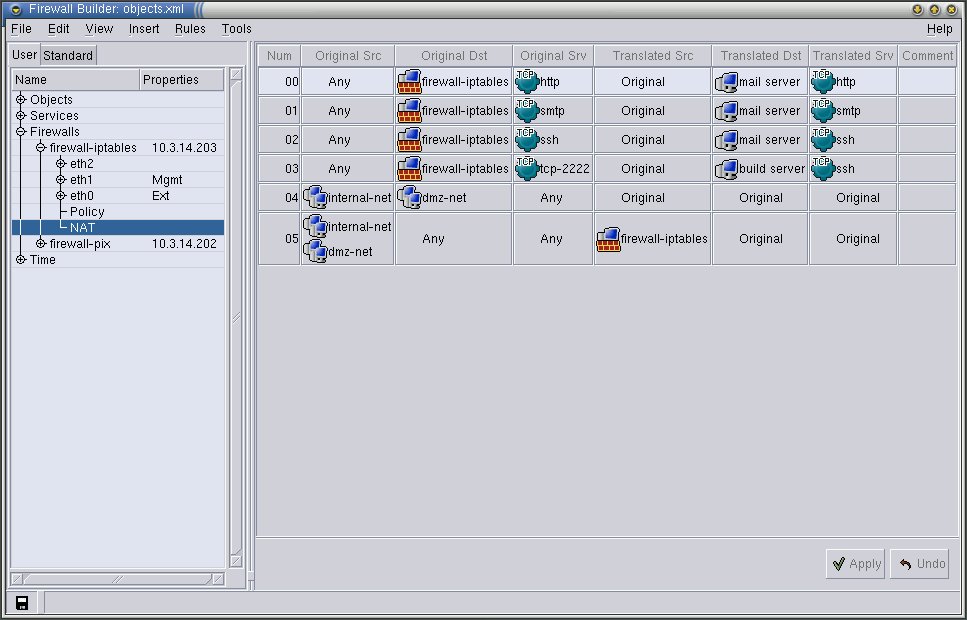 Firewall Builder: objects.xml
File Edit View Insert Rules Tools Help
User Standard
Name Properties
Objects
Services
Firewalls
firewall-iptables 10.3.14.203
eth2
eth1 Mgmt
eth0 Ext
Policy
NAT
firewall-pix 10.3.14.202
Time
Num Original Src Original Dst Original Srv Translated Src Translated Dst Translated Srv Comment
00 Any firewall-iptables TCP http Original mail server TCP http
01 Any firewall-iptables TCP smtp Original mail server TCP smtp
02 Any firewall-iptables TCP ssh Original mail server TCP ssh
03 Any firewall-iptables TCP tcp-2222 Original build server TCP ssh
04 internal-net dmz-net Any Original Original Original
internal-net
05 Any Any firewall-iptables Original Original
dmz-net
Apply Undo